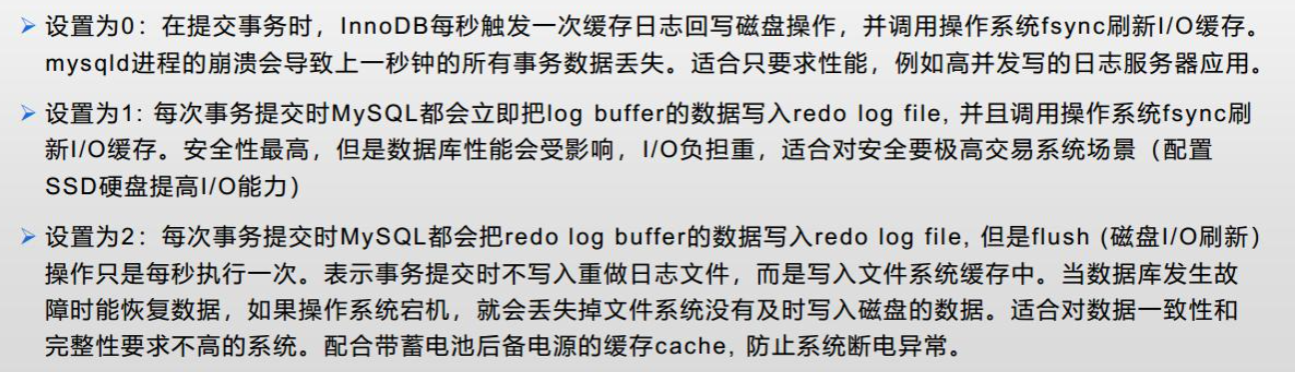 ➢ 设置为0：在提交事务时，InnoDB每秒触发一次缓存日志回写磁盘操作，并调用操作系统fsync刷新I/O缓存。
mysqld进程的崩溃会导致上一秒钟的所有事务数据丢失。适合只要求性能，例如高并发写的日志服务器应用。
➢ 设置为1: 每次事务提交时MySQL都会立即把log buffer的数据写入redo log file, 并且调用操作系统fsync刷
新I/O缓存。安全性最高，但是数据库性能会受影响，I/O负担重，适合对安全要极高交易系统场景（配置
SSD硬盘提高I/O能力）
➢ 设置为2：每次事务提交时MySQL都会把redo log buffer的数据写入redo log file, 但是flush (磁盘I/O刷新）
操作只是每秒执行一次。表示事务提交时不写入重做日志文件，而是写入文件系统缓存中。当数据库发生故
障时能恢复数据，如果操作系统宕机，就会丢失掉文件系统没有及时写入磁盘的数据。适合对数据一致性和
完整性要求不高的系统。配合带蓄电池后备电源的缓存cache, 防止系统断电异常。